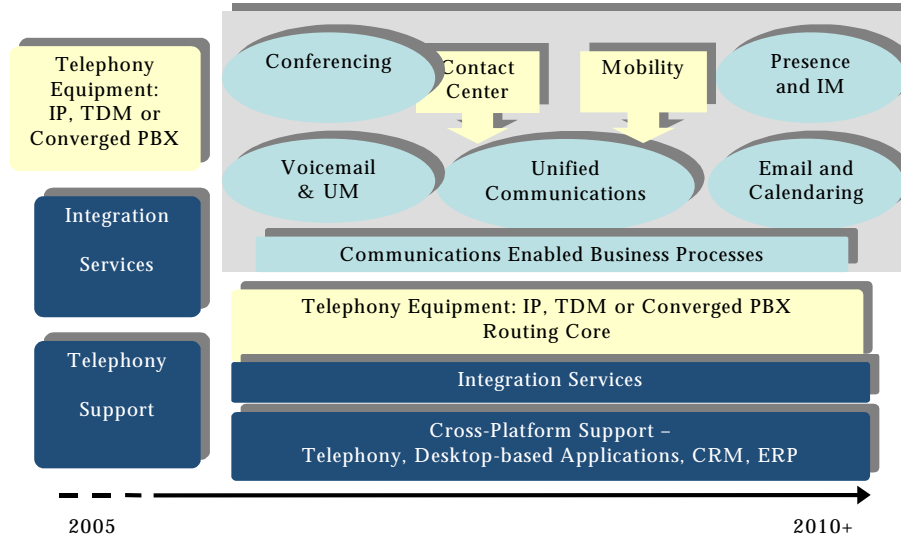 Telephony
Equipment:
IP, TDM or
Converged PBX
Integration
Services
Telephony
Support
Conferencing
Contact
Center
Mobility
Presence
and IM
Voicemail
& UM
Unified
Communications
Email and
Calendaring
Communications Enabled Business Processes
Telephony Equipment: IP, TDM or Converged PBX
Routing Core
Integration Services
Cross-Platform Support –
Telephony, Desktop-based Applications, CRM, ERP
2005
2010+